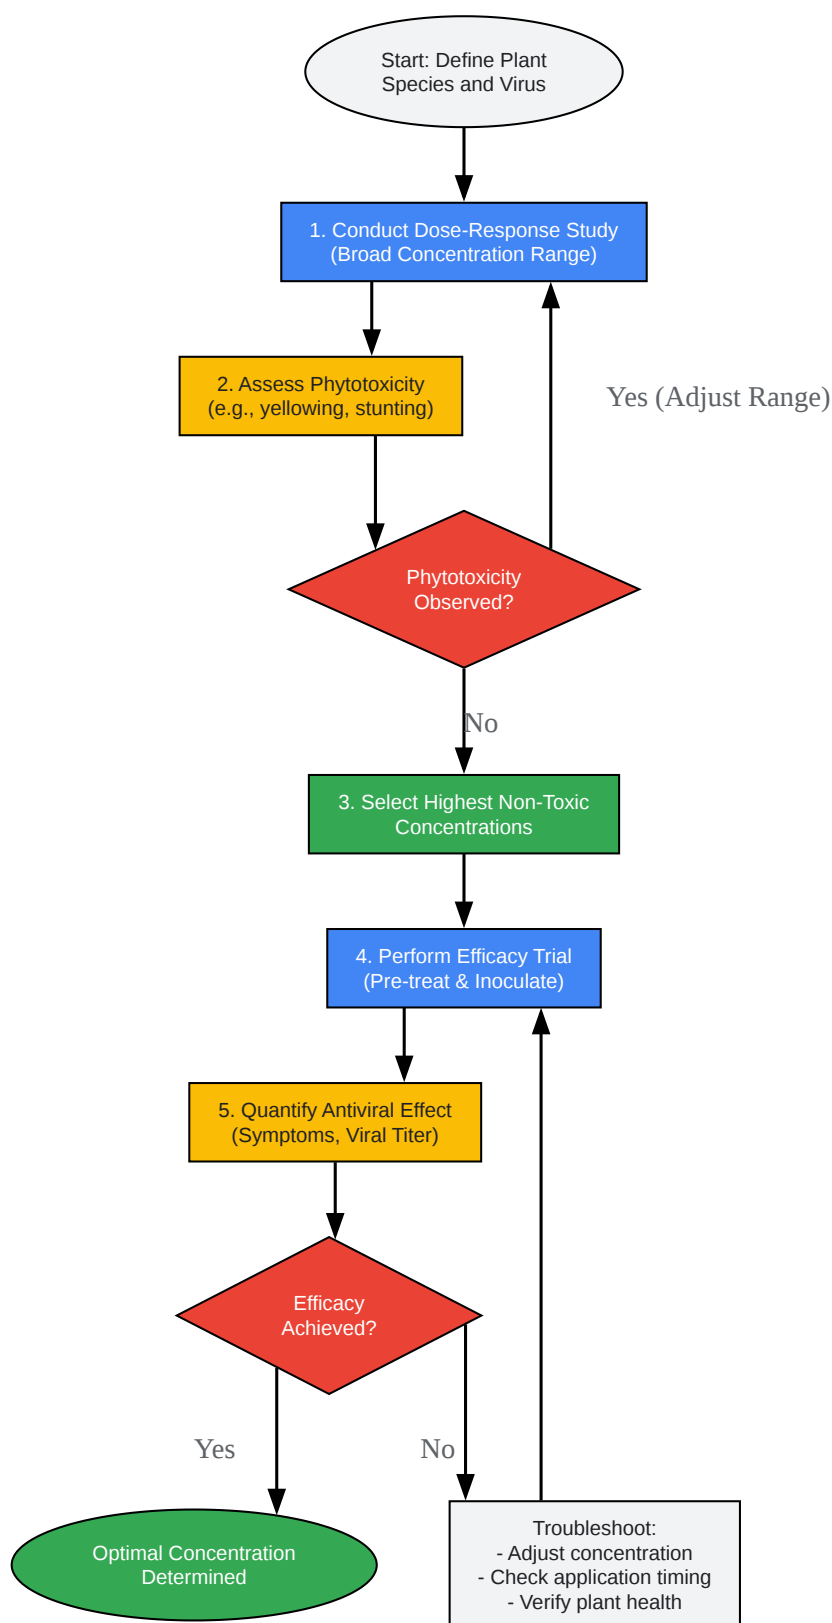 Start: Define Plant
Species and Virus
1. Conduct Dose-Response Study
(Broad Concentration Range)
2. Assess Phytotoxicity
(e.g., yellowing, stunting)
Yes (Adjust Range)
Phytotoxicity
Observed?
No
3. Select Highest Non-Toxic
Concentrations
4. Perform Efficacy Trial
(Pre-treat & Inoculate)
5. Quantify Antiviral Effect
(Symptoms, Viral Titer)
Efficacy
Achieved?
Yes
No
Optimal Concentration
Determined
Troubleshoot:
- Adjust concentration
- Check application timing
- Verify plant health